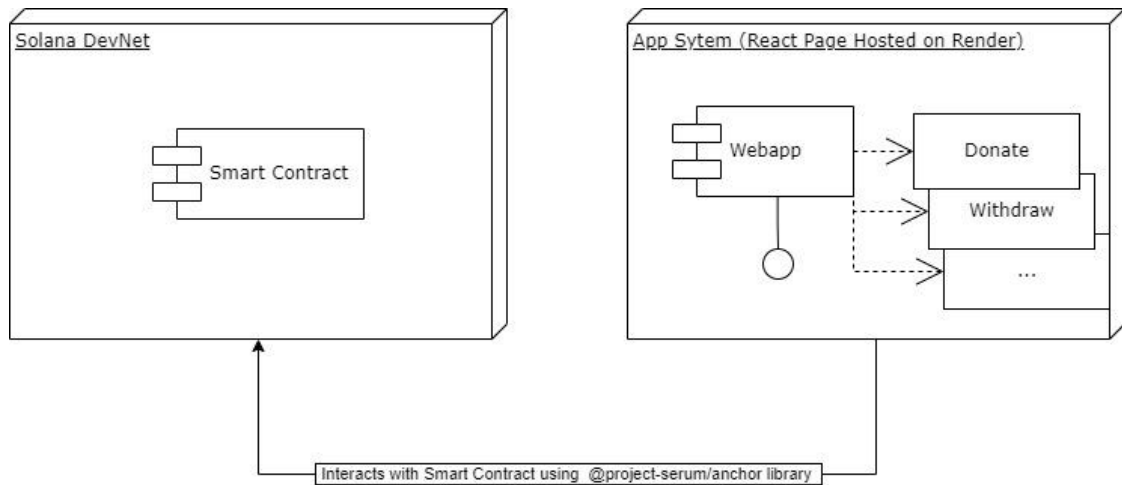 Solana DevNet
Smart Contract
App Sytem (React Page Hosted on Render)
Webapp
Donate
Withdraw
...
Interacts with Smart Contract using @project-serum/anchor library